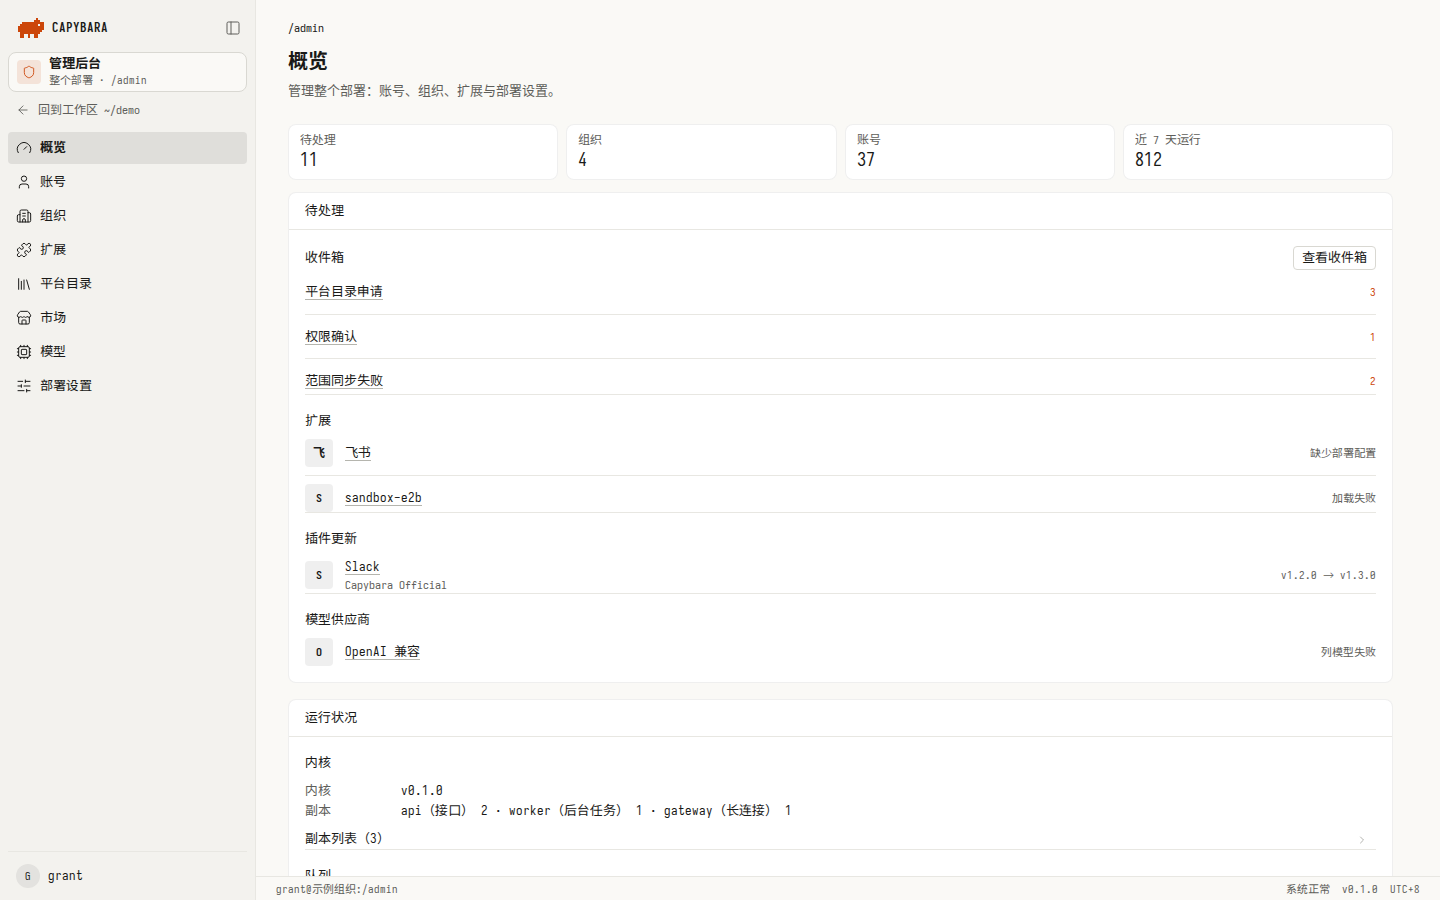 CAPYBARA
管理后台
整个部署 · /admin
回到工作区 ~/demo
概览
账号
组织
扩展
平台目录
市场
模型
部署设置
G grant
/admin
概览
管理整个部署：账号、组织、扩展与部署设置。
待处理
11
组织
4
账号
37
近 7 天运行
812
待处理
收件箱 查看收件箱
平台目录申请 3
权限确认 1
范围同步失败 2
扩展
飞 飞书 缺少部署配置
S sandbox-e2b 加载失败
插件更新
S Slack v1.2.0 → v1.3.0
Capybara Official
模型供应商
O OpenAI 兼容 列模型失败
运行状况
内核
内核 v0.1.0
副本 api（接口） 2 · worker（后台任务） 1 · gateway（长连接） 1
副本列表（3）
队列
grant@示例组织:/admin 系统正常 v0.1.0 UTC+8